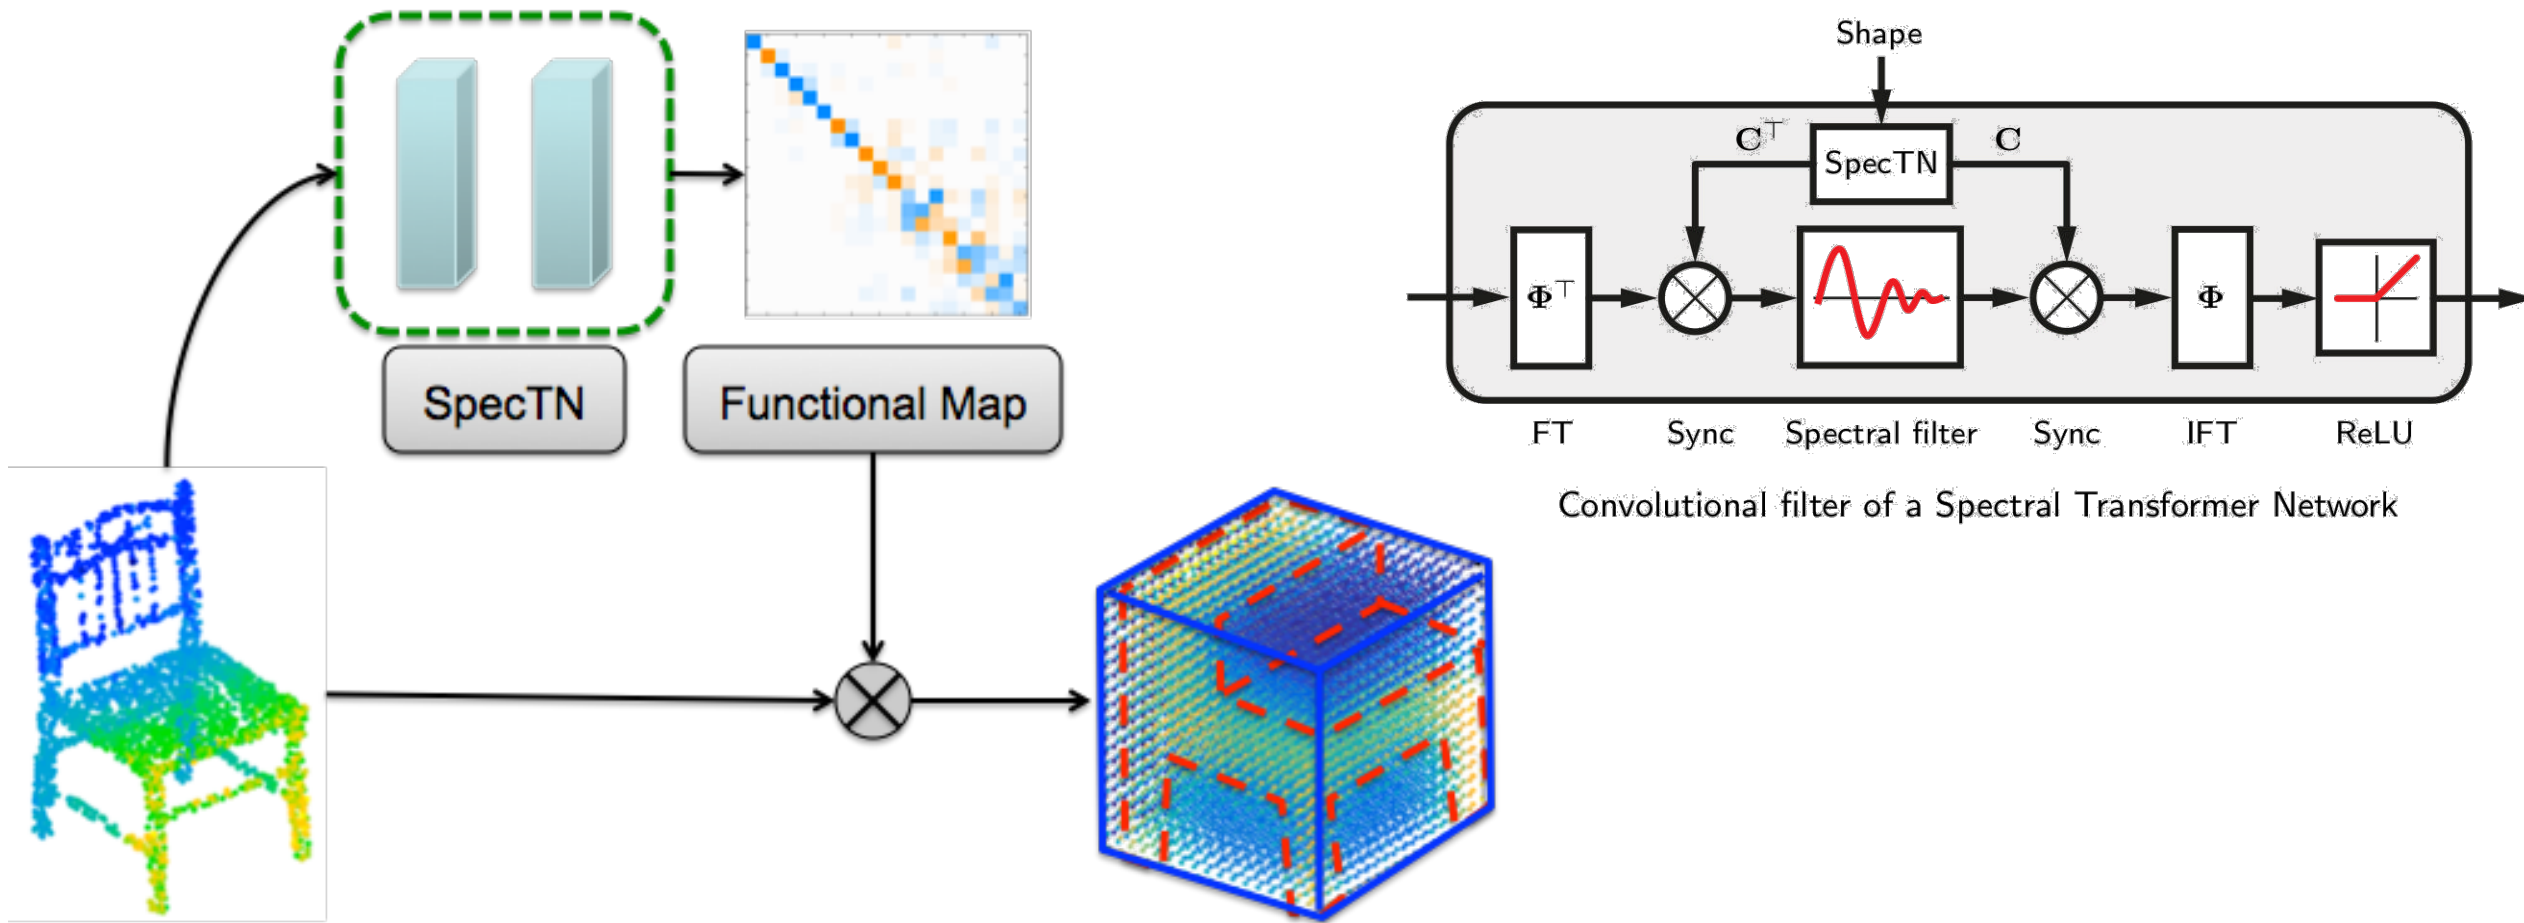 SpecTN
Functional Map
Shape
C⊤
C
SpecTN
Φ⊤
Φ
FT
Sync
Spectral filter
Sync
IFT
ReLU
Convolutional filter of a Spectral Transformer Network